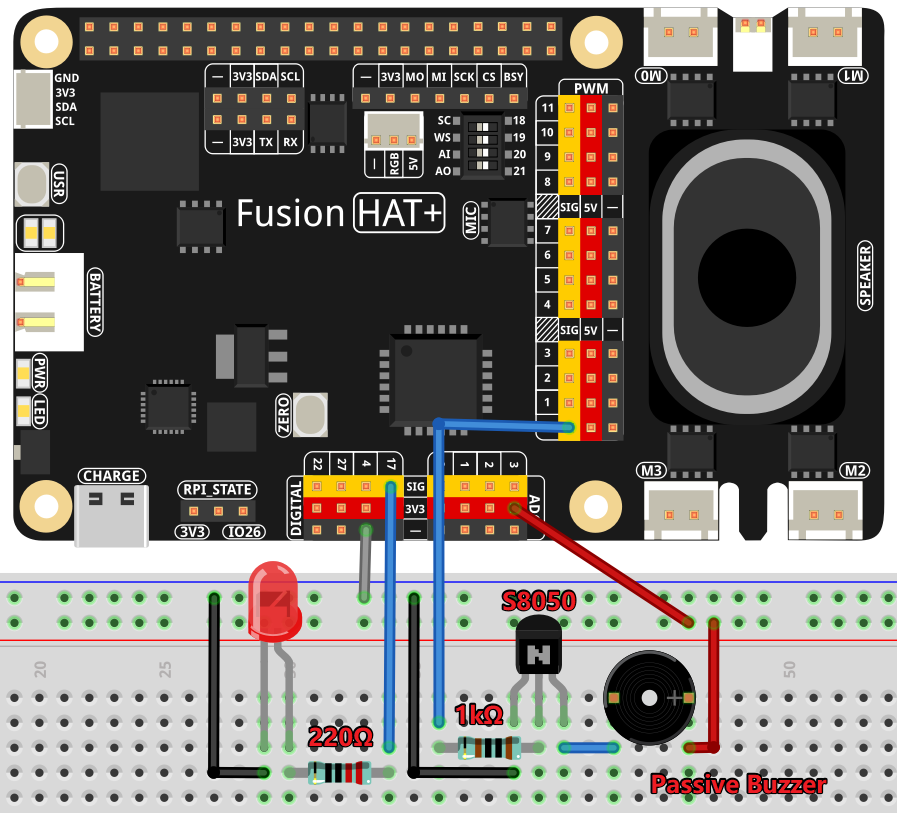 GND
3V3
SDA
SCL
— 3V3 SDA SCL
— 3V3 TX RX
— 3V3 MO MI SCK CS BSY
— RGB 5V
SC 18
WS 19
AI 20
AO 21
PWM
11
10
9
8
SIG 5V —
7
6
5
4
SIG 5V —
3
2
1
M0
M1
USR
Fusion HAT+
MIC
SPEAKER
BATTERY
PWR
LED
ZERO
CHARGE
RPI_STATE
3V3 IO26
22 27 4 17
DIGITAL
SIG
3V3
—
1 2 3
M3
M2
S8050
20 25 50
1kΩ
220Ω
Passive Buzzer